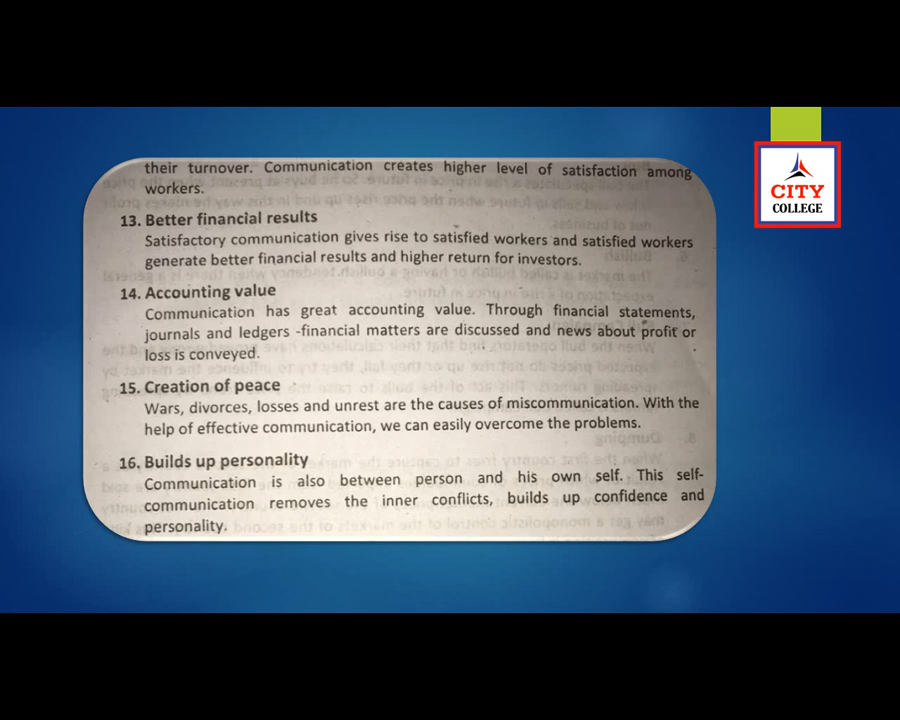 their turnover. Communication creates higher level of satisfaction among
workers.
13. Better financial results
Satisfactory communication gives rise to satisfied workers and satisfied workers
generate better financial results and higher return for investors.
14. Accounting value
Communication has great accounting value. Through financial statements,
journals and ledgers -financial matters are discussed and news about profit or
loss is conveyed.
15. Creation of peace
Wars, divorces, losses and unrest are the causes of miscommunication. With the
help of effective communication, we can easily overcome the problems.
16. Builds up personality
Communication is also between person and his own self. This self-
communication removes the inner conflicts, builds up confidence and
personality.
CITY
COLLEGE